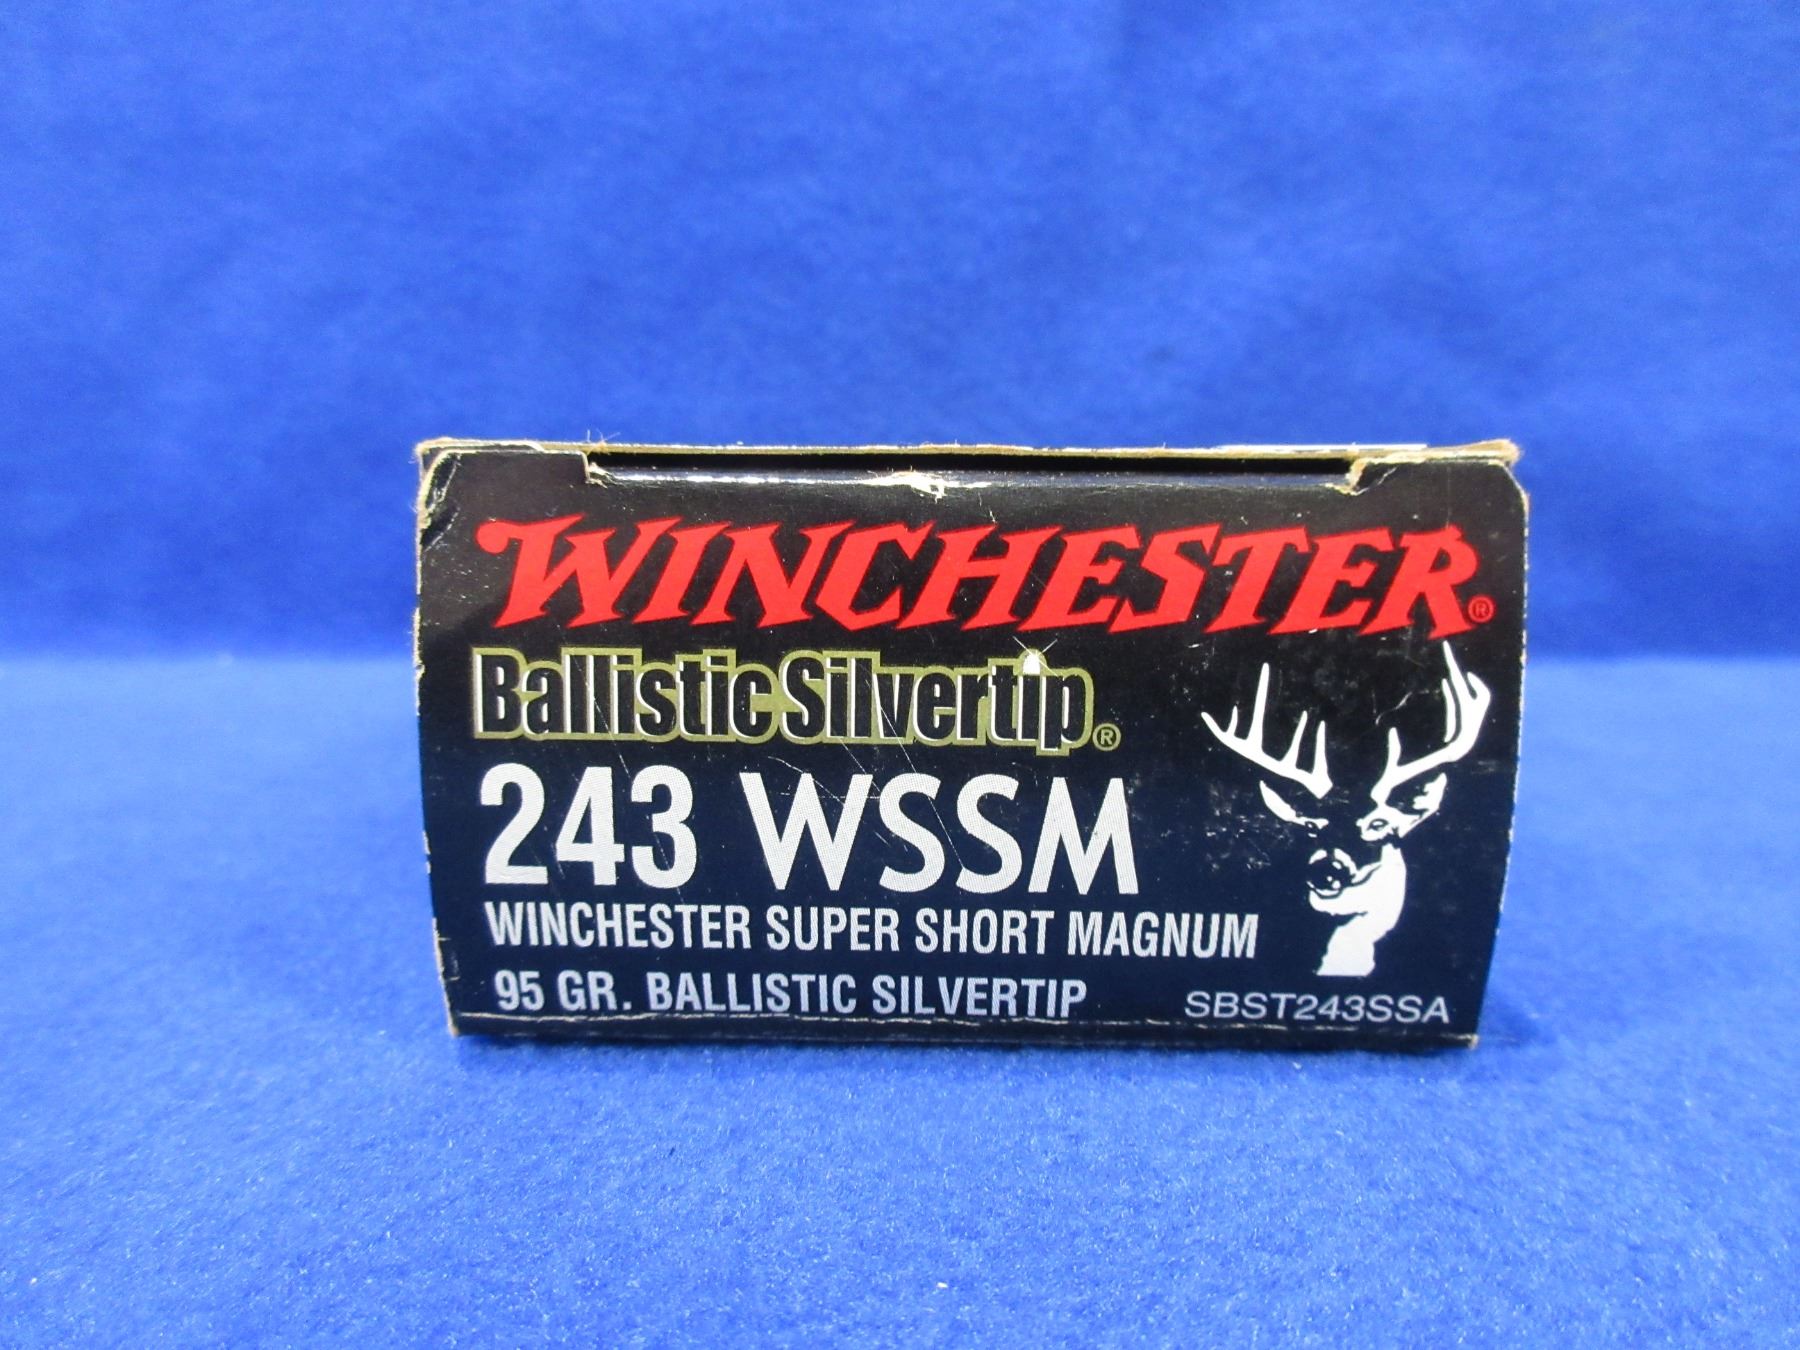 WINCHESTER®
Ballistic Silvertip®
243 WSSM
WINCHESTER SUPER SHORT MAGNUM
95 GR. BALLISTIC SILVERTIP SBST243SSA